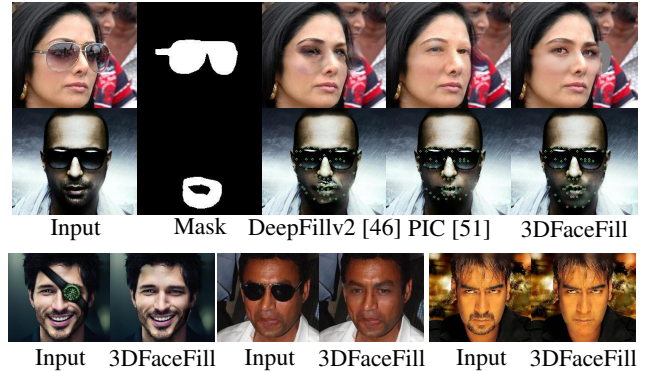 Input Mask DeepFillv2 [46] PIC [51] 3DFaceFill
Input 3DFaceFill Input 3DFaceFill Input 3DFaceFill